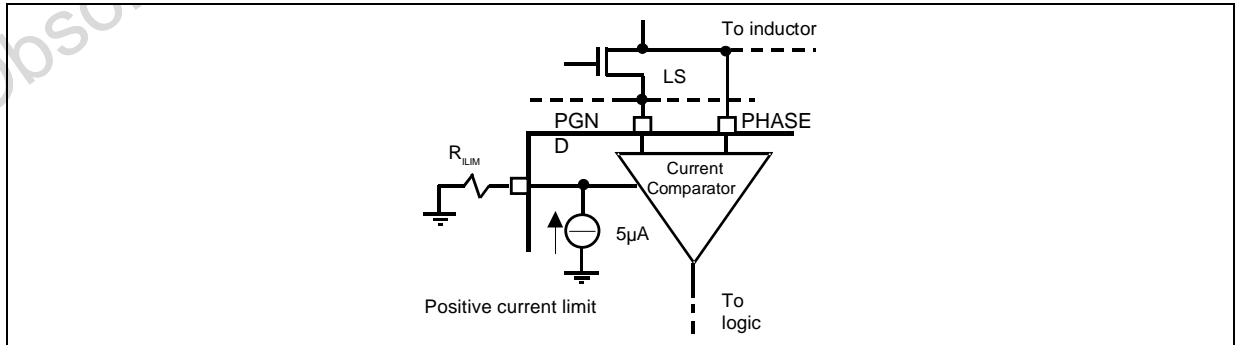 To inductor
LS
PGN
D
PHASE
R ILIM
Current
Comparator
5µA
Positive current limit
To
logic